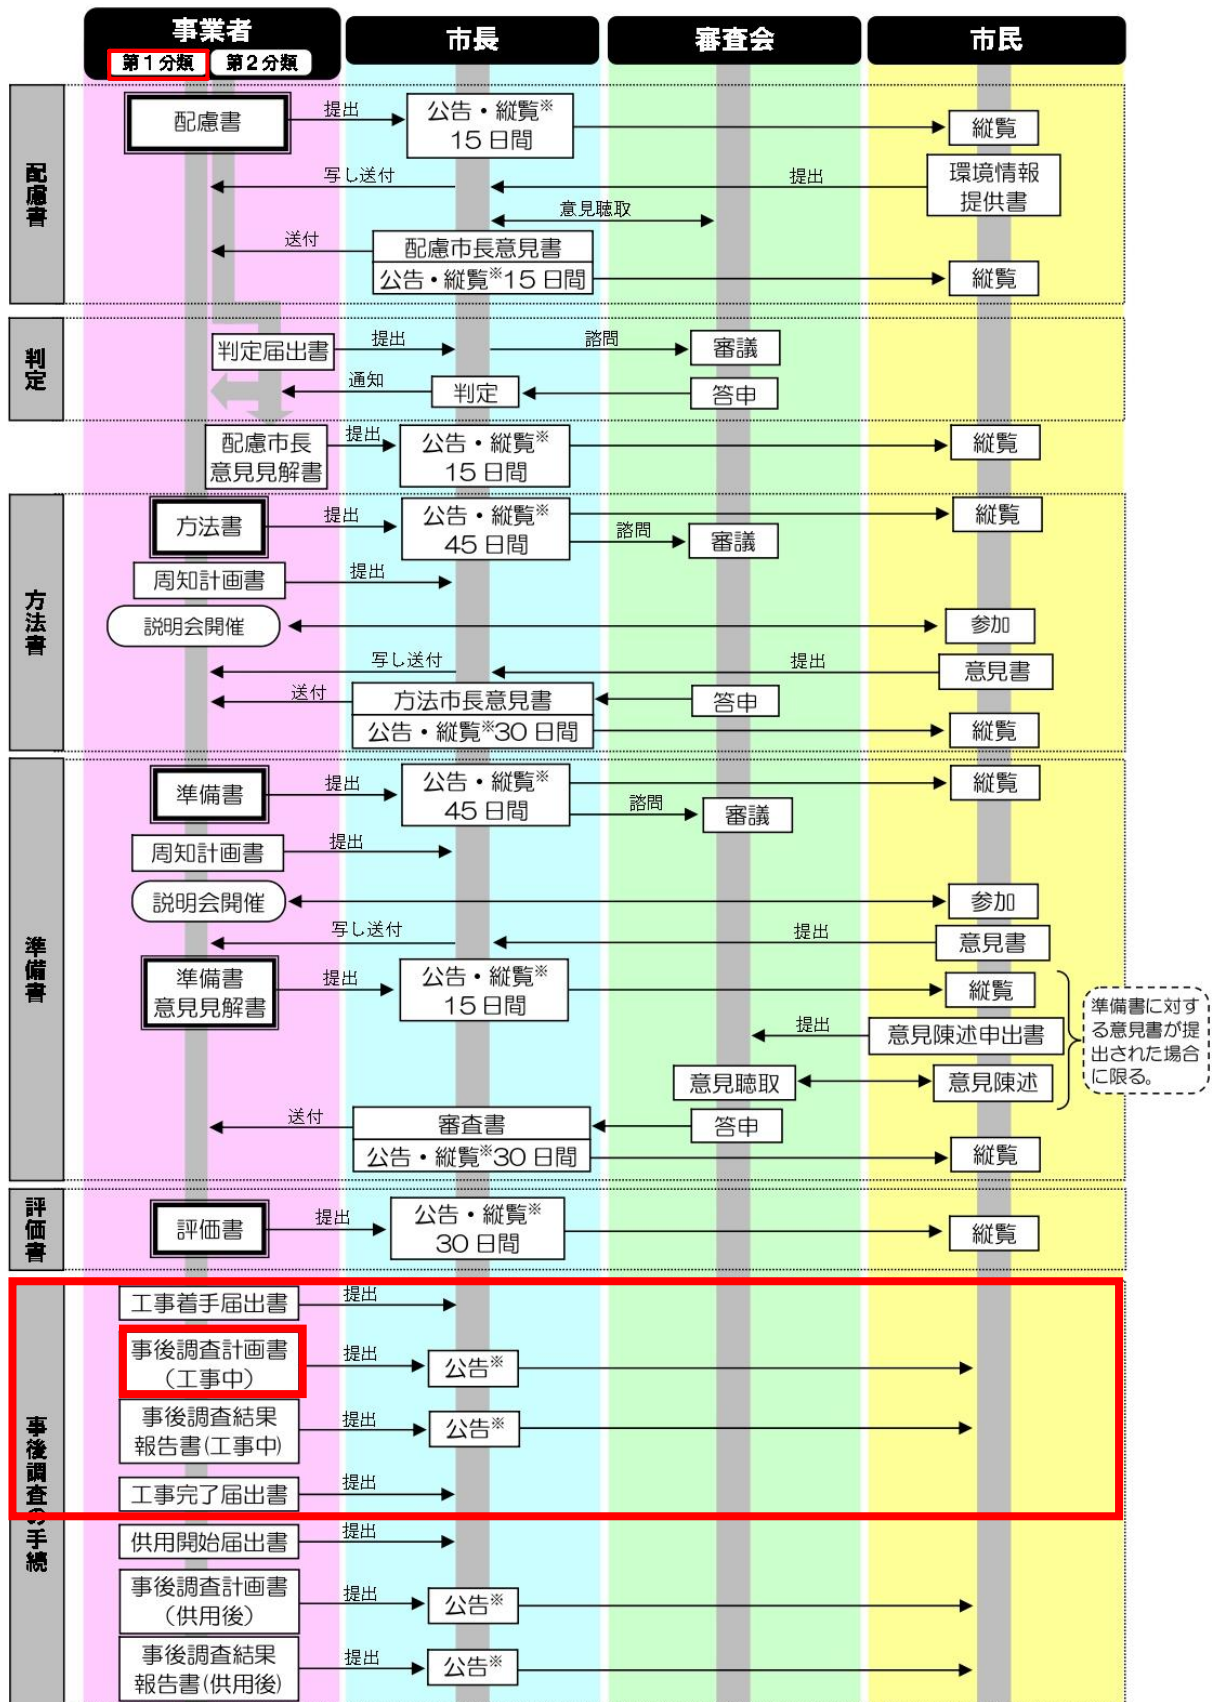 事業者
第1分類
第2分類
市長
審査会
市民
配慮書
配慮書
提出
公告・縦覧※
15日間
縦覧
写し送付
提出
環境情報
提供書
意見聴取
送付
配慮市長意見書
公告・縦覧※15日間
縦覧
判定
判定届出書
提出
諮問
審議
通知
判定
答申
配慮市長
意見見解書
提出
公告・縦覧※
15日間
縦覧
方法書
方法書
提出
公告・縦覧※
45日間
縦覧
諮問
審議
周知計画書
提出
説明会開催
参加
写し送付
提出
意見書
送付
方法市長意見書
答申
公告・縦覧※30日間
縦覧
準備書
準備書
提出
公告・縦覧※
45日間
縦覧
諮問
審議
周知計画書
提出
説明会開催
参加
写し送付
提出
意見書
準備書
意見見解書
提出
公告・縦覧※
15日間
縦覧
準備書に対す
る意見書が提
出された場合
に限る。
提出
意見陳述申出書
意見聴取
意見陳述
送付
審査書
答申
公告・縦覧※30日間
縦覧
評価書
評価書
提出
公告・縦覧※
30日間
縦覧
事後調査の手続
工事着手届出書
提出
事後調査計画書
（工事中）
提出
公告※
事後調査結果
報告書(工事中)
提出
公告※
工事完了届出書
提出
供用開始届出書
提出
事後調査計画書
（供用後）
提出
公告※
事後調査結果
報告書(供用後)
提出
公告※